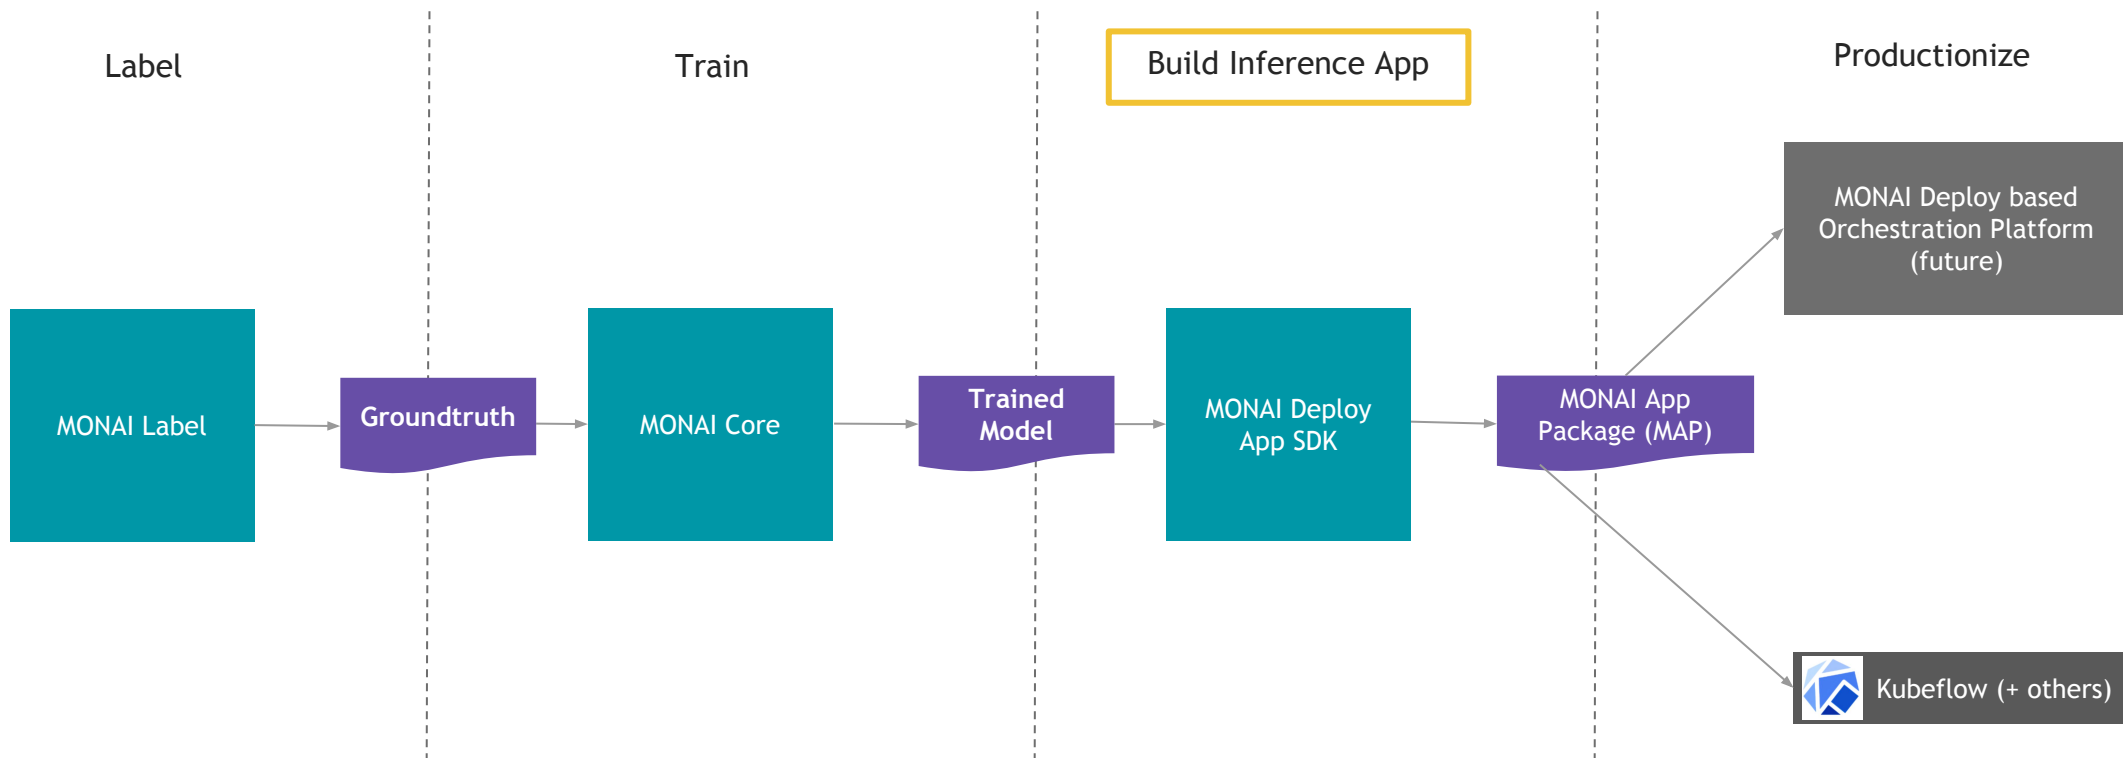 Label
Train
Build Inference App
Productionize
MONAI Deploy based
Orchestration Platform
(future)
MONAI Label
Groundtruth
MONAI Core
Trained
Model
MONAI Deploy
App SDK
MONAI App
Package (MAP)
Kubeflow (+ others)